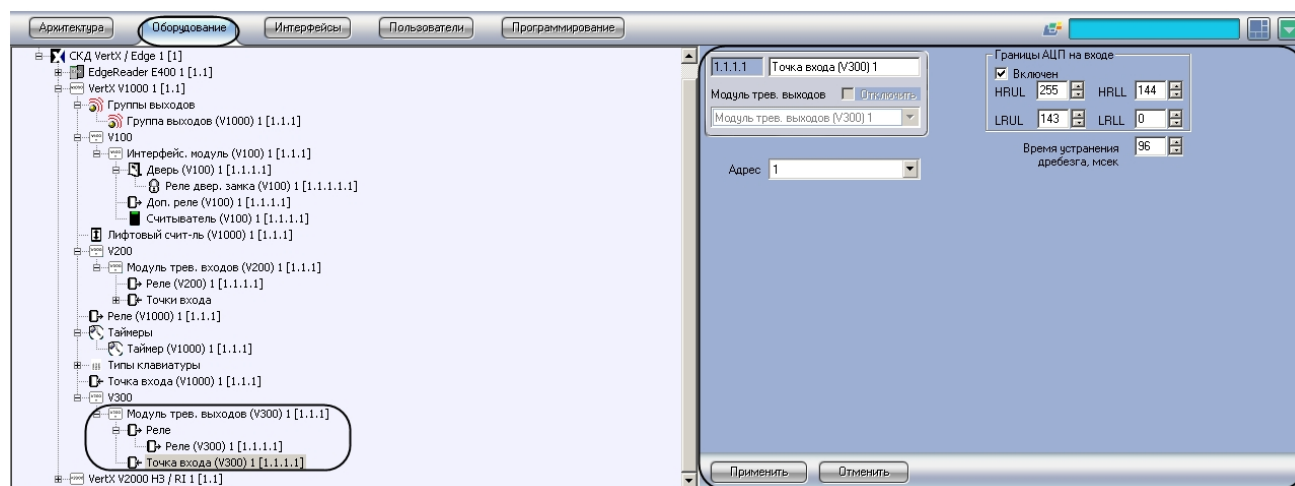 Архитектура Оборудование Интерфейсы Пользователи Программирование
СКД VertX / Edge 1 [1]
EdgeReader E400 1 [1.1]
VertX V1000 1 [1.1]
Группы выходов
Группа выходов (V1000) 1 [1.1.1]
V100
Интерфейс. модуль (V100) 1 [1.1.1]
Дверь (V100) 1 [1.1.1.1]
Реле двер. замка (V100) 1 [1.1.1.1.1]
Доп. реле (V100) 1 [1.1.1.1]
Считыватель (V100) 1 [1.1.1.1]
Лифтовый счит-ль (V1000) 1 [1.1.1]
V200
Модуль трев. входов (V200) 1 [1.1.1]
Реле (V200) 1 [1.1.1.1]
Точки входа
Реле (V1000) 1 [1.1.1]
Таймеры
Таймер (V1000) 1 [1.1.1]
Типы клавиатуры
Точка входа (V1000) 1 [1.1.1]
V300
Модуль трев. выходов (V300) 1 [1.1.1]
Реле
Реле (V300) 1 [1.1.1.1]
Точка входа (V300) 1 [1.1.1.1]
VertX V2000 H3 / RI 1 [1.1]
1.1.1.1 Точка входа (V300) 1
Модуль трев. выходов Отключить
Модуль трев. выходов (V300) 1
Адрес 1
Границы АЦП на входе
Включен
HRUL 255 HRLL 144
LRUL 143 LRLL 0
Время устранения 96
дребезга, мсек
Применить Отменить